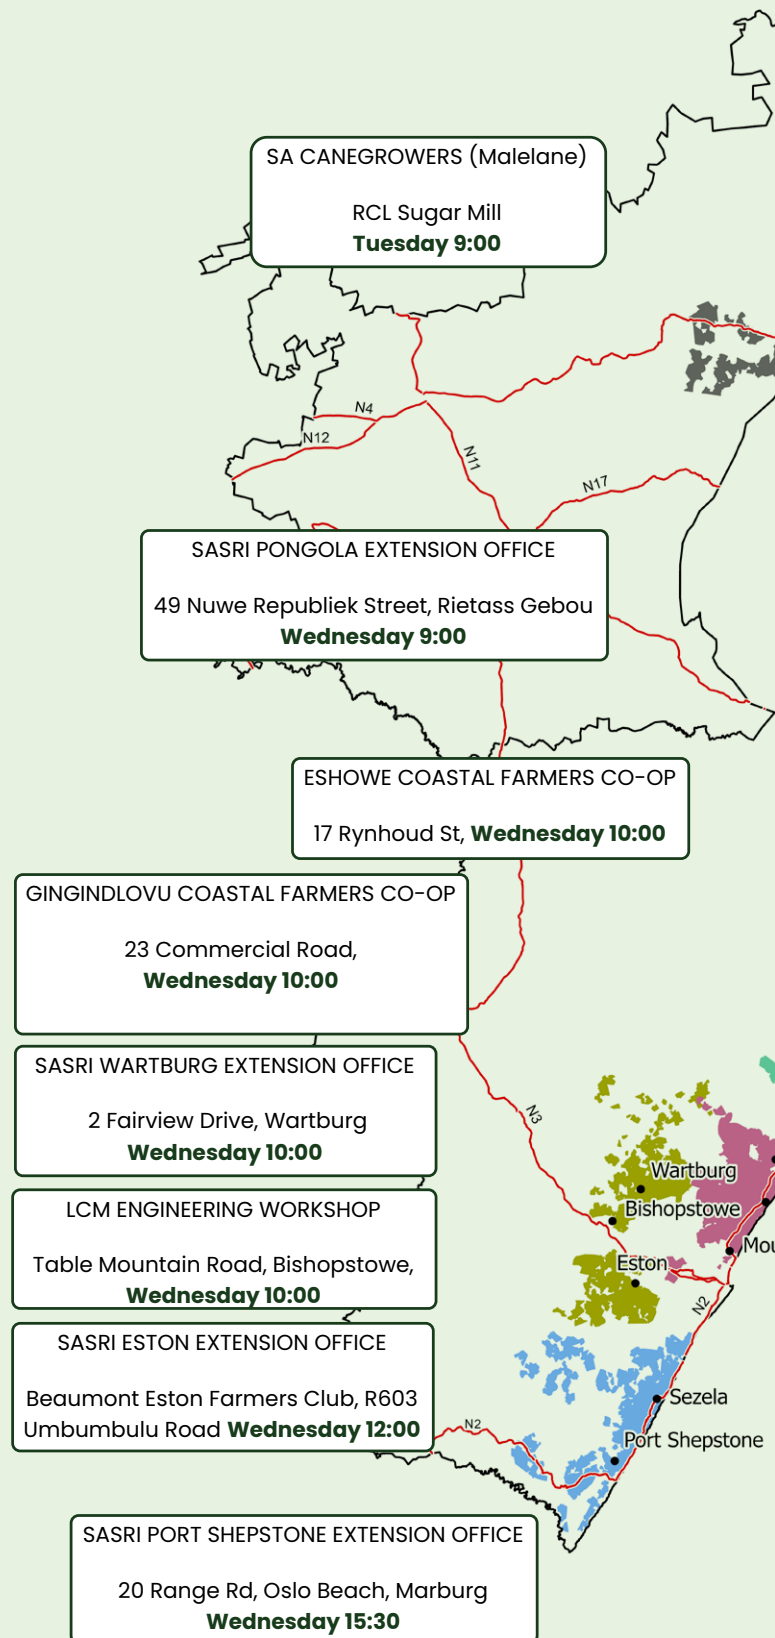 SA CANEGROWERS (Malelane)
RCL Sugar Mill
Tuesday 9:00
N4
N12
N11
N17
SASRI PONGOLA EXTENSION OFFICE
49 Nuwe Republiek Street, Rietass Gebou
Wednesday 9:00
ESHOWE COASTAL FARMERS CO-OP
17 Rynhoud St, Wednesday 10:00
GINGINDLOVU COASTAL FARMERS CO-OP
23 Commercial Road,
Wednesday 10:00
SASRI WARTBURG EXTENSION OFFICE
2 Fairview Drive, Wartburg
Wednesday 10:00
N3
Wartburg
Bishopstowe
LCM ENGINEERING WORKSHOP
Table Mountain Road, Bishopstowe,
Wednesday 10:00
Mou
Eston
N2
SASRI ESTON EXTENSION OFFICE
Beaumont Eston Farmers Club, R603
Umbumbulu Road Wednesday 12:00
Sezela
N2
Port Shepstone
SASRI PORT SHEPSTONE EXTENSION OFFICE
20 Range Rd, Oslo Beach, Marburg
Wednesday 15:30